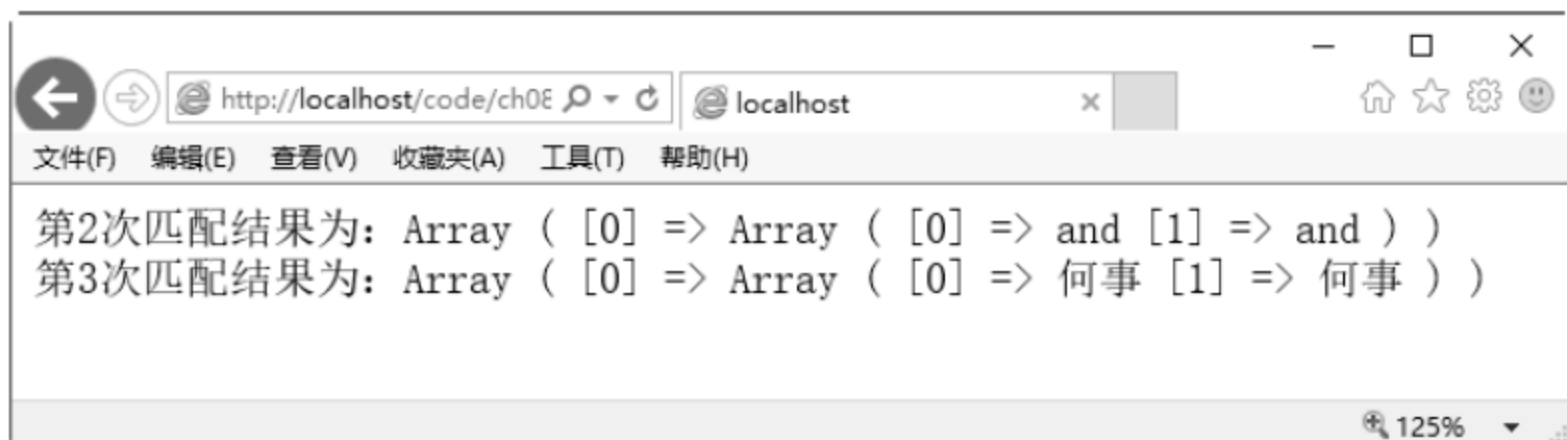 http://localhost/code/ch08 localhost
文件(F) 编辑(E) 查看(V) 收藏夹(A) 工具(T) 帮助(H)
第2次匹配结果为：Array ( [0] => Array ( [0] => and [1] => and ) )
第3次匹配结果为：Array ( [0] => Array ( [0] => 何事 [1] => 何事 ) )
125%